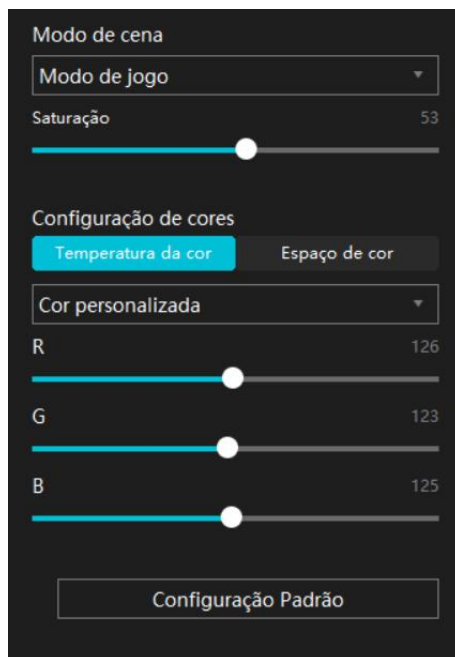 Modo de cena
Modo de jogo
Saturação 53
Configuração de cores
Temperatura da cor Espaço de cor
Cor personalizada
R 126
G 123
B 125
Configuração Padrão